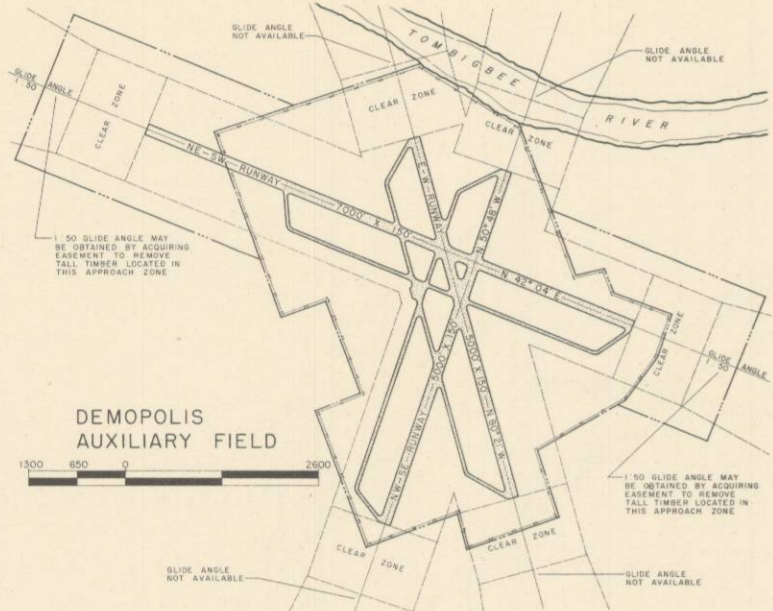 GLIDE ANGLE
NOT AVAILABLE
TOMBIGBEE
RIVER
GLIDE ANGLE
NOT AVAILABLE
GLIDE ANGLE
1:50
CLEAR ZONE
CLEAR ZONE
CLEAR ZONE
NE-SW RUNWAY
7000' X 150'
N 42° 04' E
E-W RUNWAY
N 50° 48' W
1:50 GLIDE ANGLE MAY
BE OBTAINED BY ACQUIRING
EASEMENT TO REMOVE
TALL TIMBER LOCATED IN
THIS APPROACH ZONE
CLEAR ZONE
GLIDE ANGLE
1:50
NW-SE RUNWAY
5000' X 150'
5000' X 150'
N 80° 21' W
DEMOPOLIS
AUXILIARY FIELD
1300 650 0 2600
1:50 GLIDE ANGLE MAY
BE OBTAINED BY ACQUIRING
EASEMENT TO REMOVE
TALL TIMBER LOCATED IN
THIS APPROACH ZONE
CLEAR ZONE
CLEAR ZONE
GLIDE ANGLE
NOT AVAILABLE
GLIDE ANGLE
NOT AVAILABLE